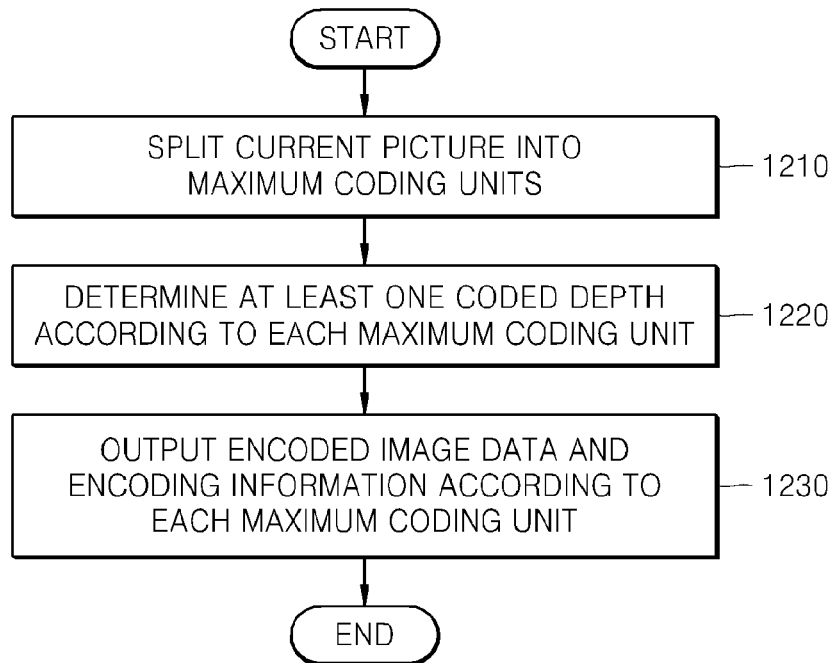 START
SPLIT CURRENT PICTURE INTO
MAXIMUM CODING UNITS
1210
DETERMINE AT LEAST ONE CODED DEPTH
ACCORDING TO EACH MAXIMUM CODING UNIT
1220
OUTPUT ENCODED IMAGE DATA AND
ENCODING INFORMATION ACCORDING TO
EACH MAXIMUM CODING UNIT
1230
END